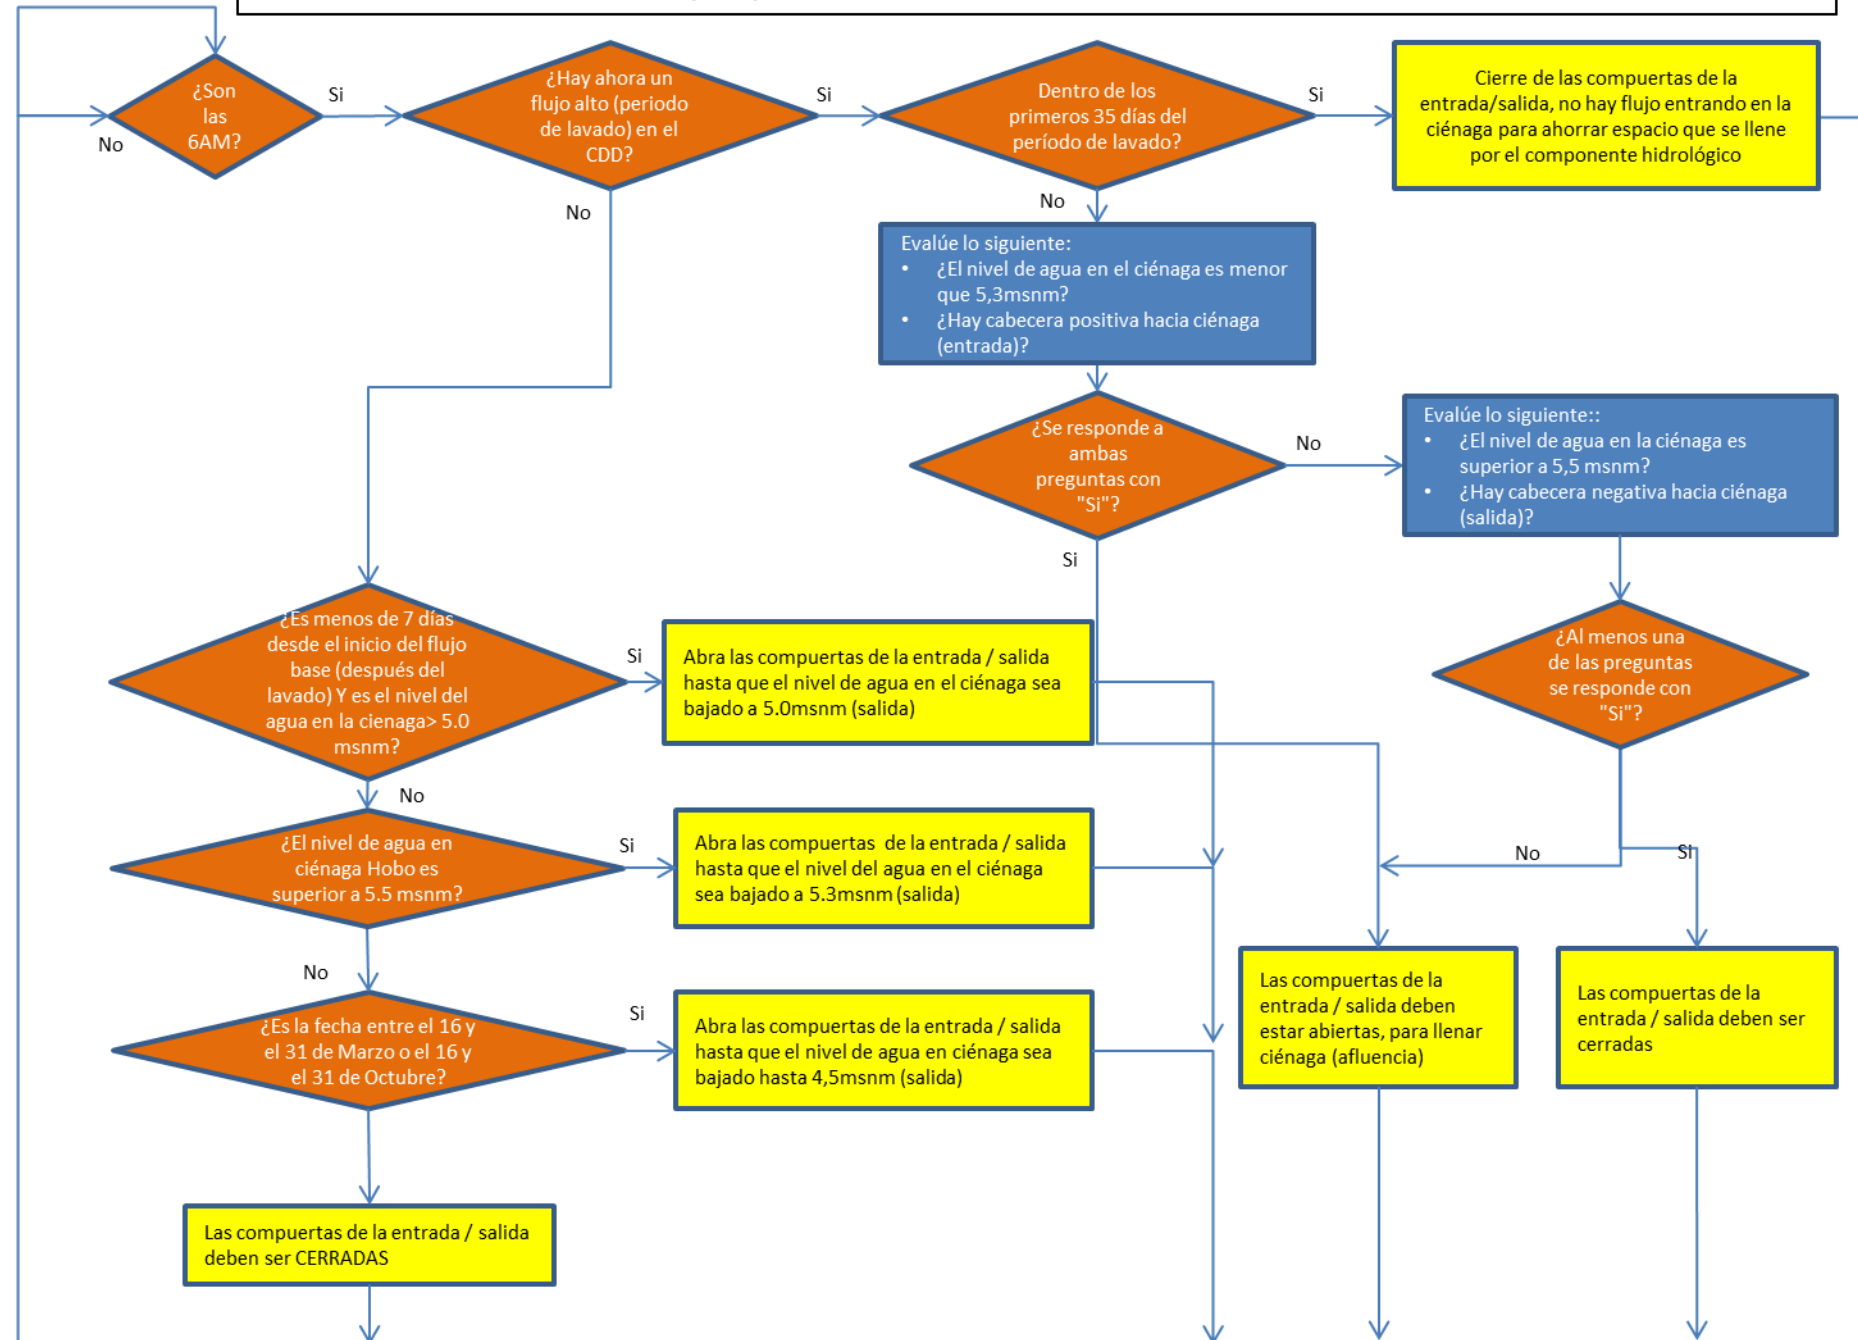 ¿Son
las
6AM?
Si
No
¿Hay ahora un
flujo alto (periodo
de lavado) en el
CDD?
Si
No
Dentro de los
primeros 35 días del
período de lavado?
Si
No
Cierre de las compuertas de la
entrada/salida, no hay flujo entrando en la
ciénaga para ahorrar espacio que se llene
por el componente hidrológico
Evalúe lo siguiente:
• ¿El nivel de agua en el ciénaga es menor
que 5,3msnm?
• ¿Hay cabecera positiva hacia ciénaga
(entrada)?
¿Se responde a
ambas
preguntas con
"Si"?
No
Si
Evalúe lo siguiente::
• ¿El nivel de agua en la ciénaga es
superior a 5,5 msnm?
• ¿Hay cabecera negativa hacia ciénaga
(salida)?
¿Al menos una
de las preguntas
se responde con
"Si"?
No
Si
¿Es menos de 7 días
desde el inicio del flujo
base (después del
lavado) Y es el nivel del
agua en la cienaga> 5.0
msnm?
Si
No
Abra las compuertas de la entrada / salida
hasta que el nivel de agua en el ciénaga sea
bajado a 5.0msnm (salida)
¿El nivel de agua en
ciénaga Hobo es
superior a 5.5 msnm?
Si
No
Abra las compuertas  de la entrada / salida
hasta que el nivel del agua en el ciénaga
sea bajado a 5.3msnm (salida)
¿Es la fecha entre el 16 y
el 31 de Marzo o el 16 y
el 31 de Octubre?
Si
Abra las compuertas de la entrada / salida
hasta que el nivel de agua en ciénaga sea
bajado hasta 4,5msnm (salida)
Las compuertas de la
entrada / salida deben
estar abiertas, para llenar
ciénaga (afluencia)
Las compuertas de la
entrada / salida deben ser
cerradas
Las compuertas de la entrada / salida
deben ser CERRADAS